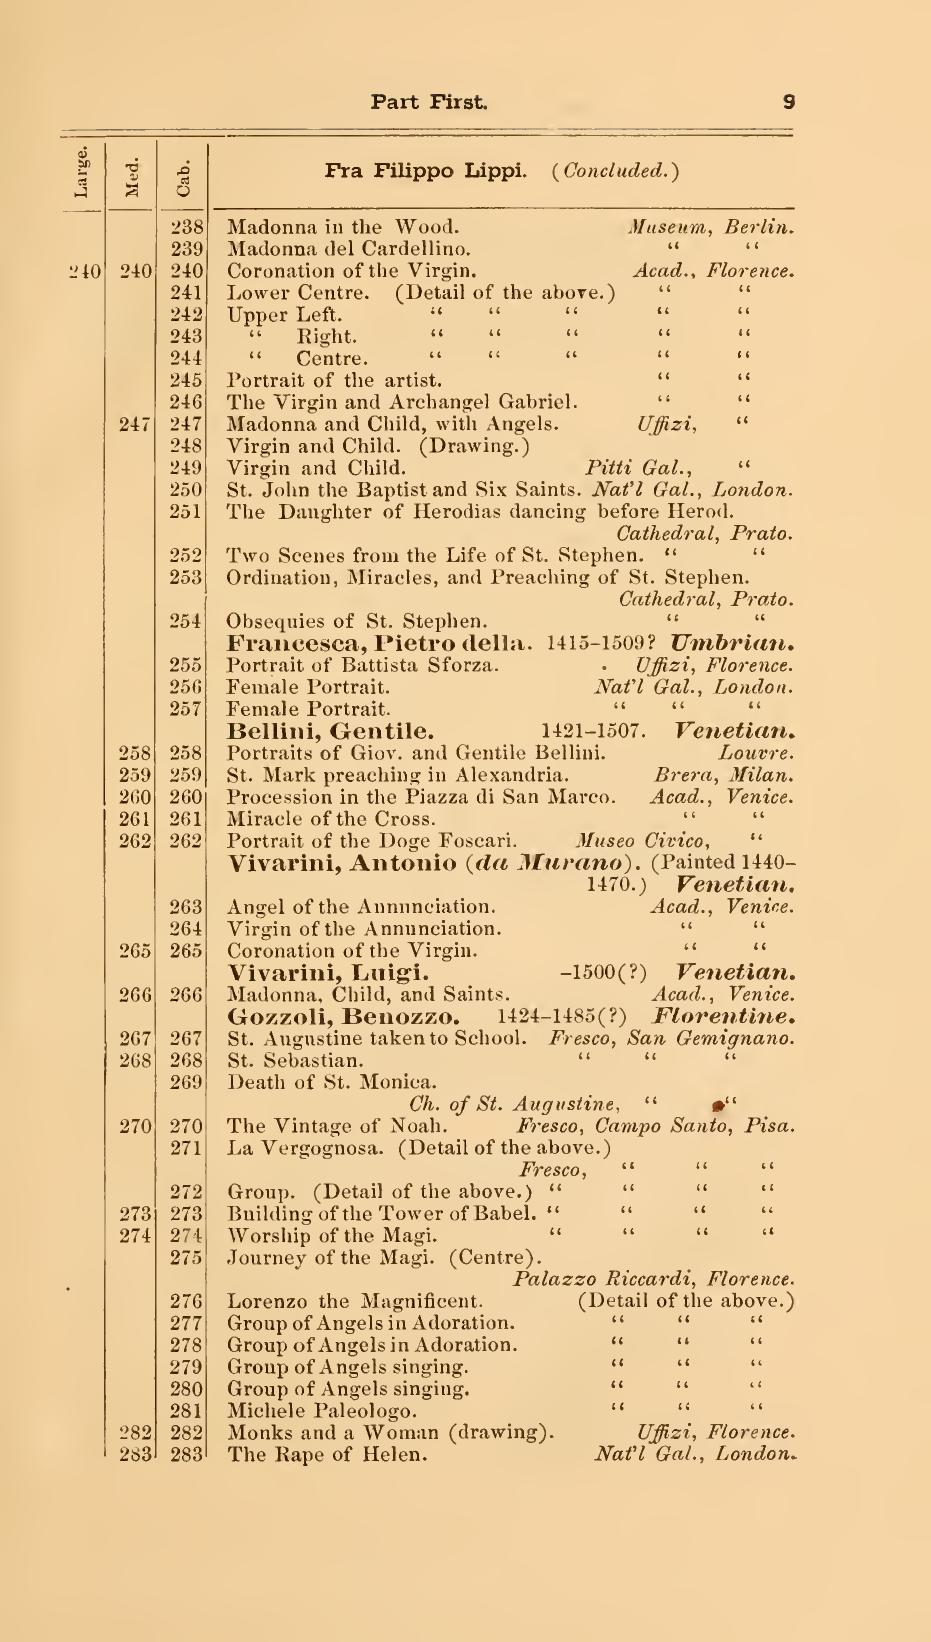 Part First. 9
Large. Med. Cab. Fra Filippo Lippi. (Concluded.)
238 Madonna in the Wood. Museum, Berlin.
239 Madonna del Cardellino. “ “
240 240 240 Coronation of the Virgin. Acad., Florence.
241 Lower Centre. (Detail of the above.) “ “
242 Upper Left. “ “ “ “ “
243 “ Right. “ “ “ “ “
244 “ Centre. “ “ “ “ “
245 Portrait of the artist. “ “
246 The Virgin and Archangel Gabriel. “ “
247 247 Madonna and Child, with Angels. Uffizi, “
248 Virgin and Child. (Drawing.)
249 Virgin and Child. Pitti Gal., “
250 St. John the Baptist and Six Saints. Nat'l Gal., London.
251 The Daughter of Herodias dancing before Herod.
Cathedral, Prato.
252 Two Scenes from the Life of St. Stephen. “ “
253 Ordination, Miracles, and Preaching of St. Stephen.
Cathedral, Prato.
254 Obsequies of St. Stephen. “ “
Francesca, Pietro della. 1415–1509? Umbrian.
255 Portrait of Battista Sforza. Uffizi, Florence.
256 Female Portrait. Nat'l Gal., London.
257 Female Portrait. “ “ “
Bellini, Gentile. 1421–1507. Venetian.
258 258 Portraits of Giov. and Gentile Bellini. Louvre.
259 259 St. Mark preaching in Alexandria. Brera, Milan.
260 260 Procession in the Piazza di San Marco. Acad., Venice.
261 261 Miracle of the Cross. “ “
262 262 Portrait of the Doge Foscari. Museo Civico, “
Vivarini, Antonio (da Murano). (Painted 1440–
1470.) Venetian.
263 Angel of the Annunciation. Acad., Venice.
264 Virgin of the Annunciation. “ “
265 265 Coronation of the Virgin. “ “
Vivarini, Luigi. –1500(?) Venetian.
266 266 Madonna, Child, and Saints. Acad., Venice.
Gozzoli, Benozzo. 1424–1485(?) Florentine.
267 267 St. Augustine taken to School. Fresco, San Gemignano.
268 268 St. Sebastian. “ “ “
269 Death of St. Monica.
Ch. of St. Augustine, “ “
270 270 The Vintage of Noah. Fresco, Campo Santo, Pisa.
271 La Vergognosa. (Detail of the above.)
Fresco, “ “ “
272 Group. (Detail of the above.) “ “ “ “
273 273 Building of the Tower of Babel. “ “ “ “
274 274 Worship of the Magi. “ “ “ “
275 Journey of the Magi. (Centre).
Palazzo Riccardi, Florence.
276 Lorenzo the Magnificent. (Detail of the above.)
277 Group of Angels in Adoration. “ “ “
278 Group of Angels in Adoration. “ “ “
279 Group of Angels singing. “ “ “
280 Group of Angels singing. “ “ “
281 Michele Paleologo. “ “ “
282 282 Monks and a Woman (drawing). Uffizi, Florence.
283 283 The Rape of Helen. Nat'l Gal., London.